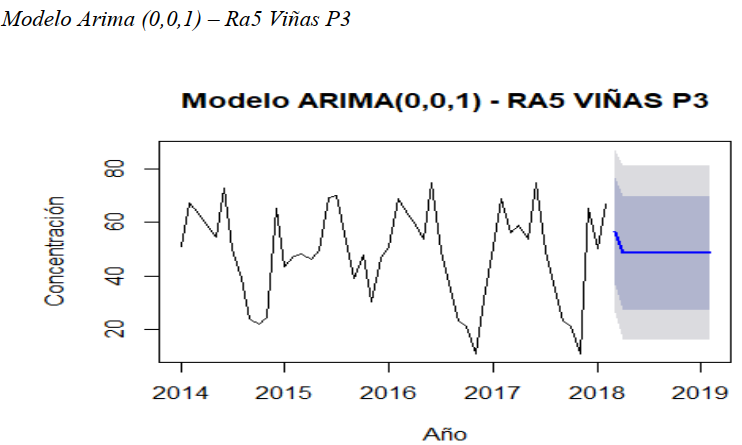 Modelo Arima (0,0,1) – Ra5 Viñas P3
Modelo ARIMA(0,0,1) - RA5 VIÑAS P3
Concentración
80
60
40
20
2014 2015 2016 2017 2018 2019
Año